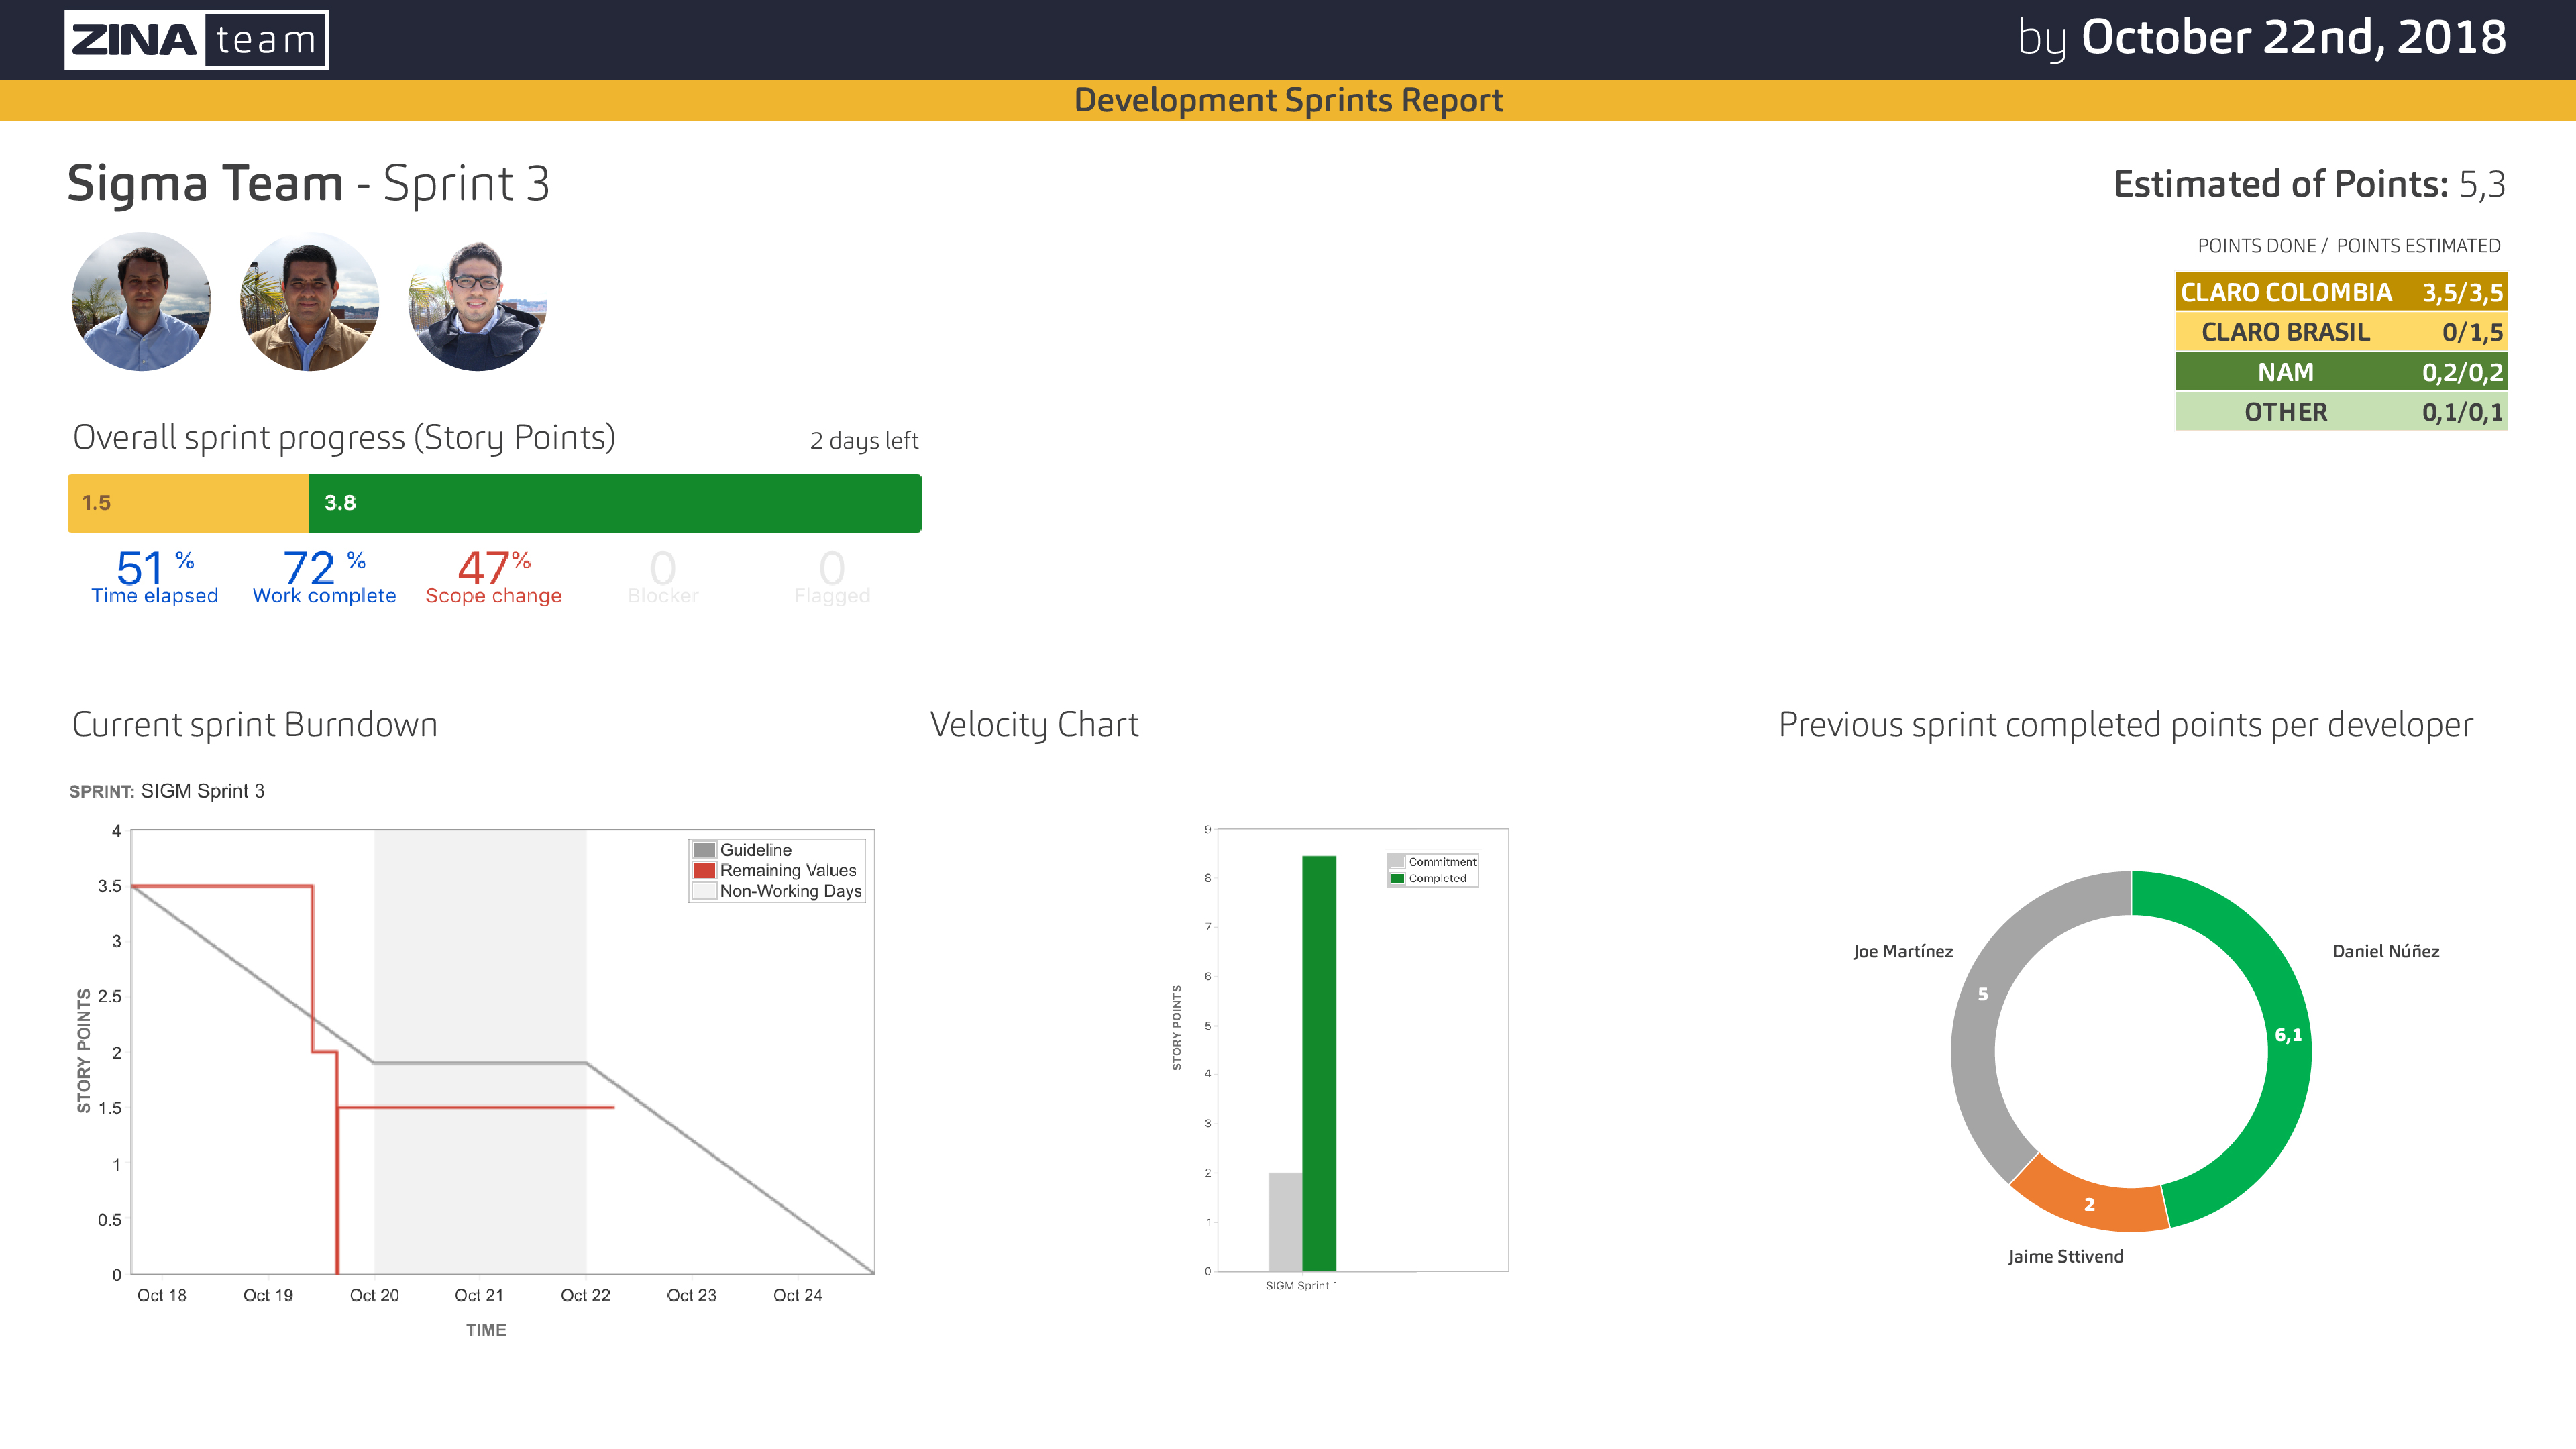 ZINA team
by October 22nd, 2018
Development Sprints Report
Sigma Team - Sprint 3
Estimated of Points: 5,3
POINTS DONE / POINTS ESTIMATED
CLARO COLOMBIA 3,5/3,5
CLARO BRASIL 0/1,5
NAM 0,2/0,2
OTHER 0,1/0,1
Overall sprint progress (Story Points) 2 days left
1.5 3.8
51 % 72 % 47% 0 0
Time elapsed Work complete Scope change Blocker Flagged
Current sprint Burndown
SPRINT: SIGM Sprint 3
4
3.5
3
2.5
2
1.5
1
0.5
0
STORY POINTS
Guideline
Remaining Values
Non-Working Days
Oct 18 Oct 19 Oct 20 Oct 21 Oct 22 Oct 23 Oct 24
TIME
Velocity Chart
9
8
7
6
5
4
3
2
1
0
STORY POINTS
Commitment
Completed
SIGM Sprint 1
Previous sprint completed points per developer
Joe Martínez
Daniel Núñez
5
6,1
2
Jaime Sttivend